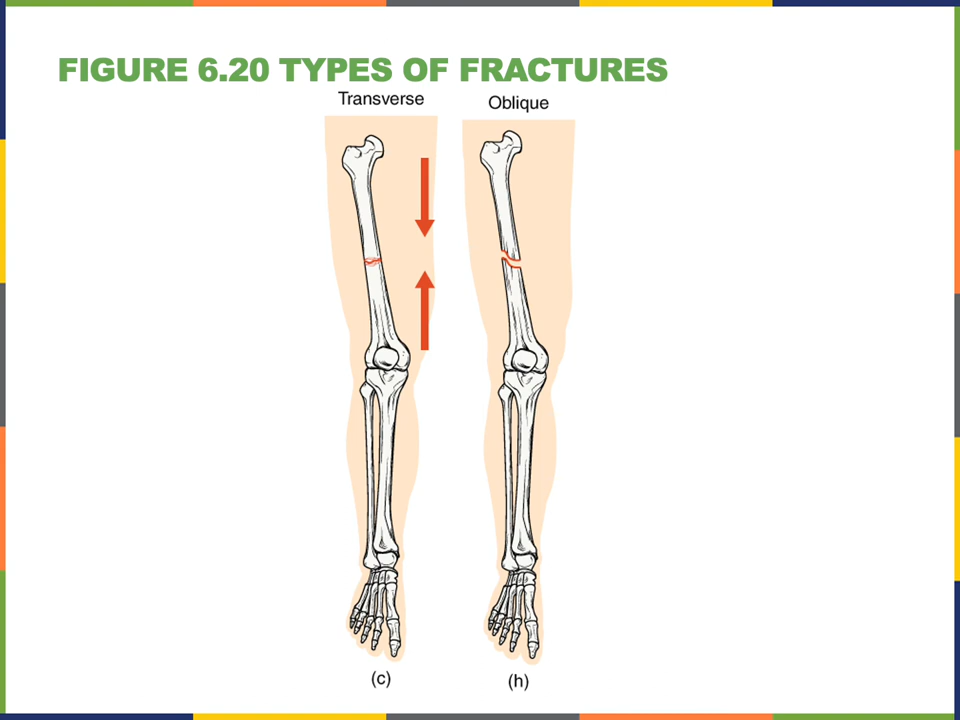 FIGURE 6.20 TYPES OF FRACTURES
Transverse
Oblique
(c)
(h)